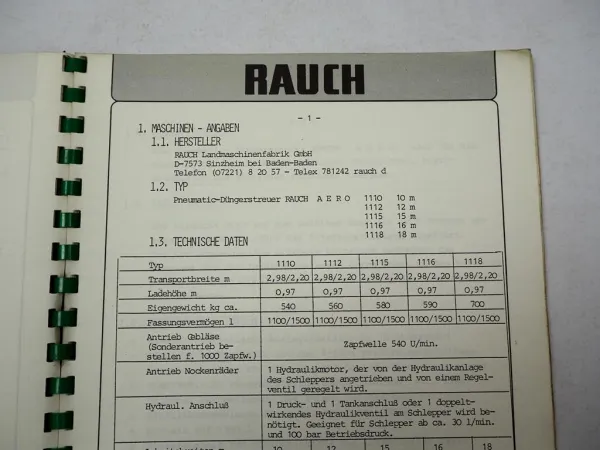 RAUCH
- 1 -
1. MASCHINEN - ANGABEN
1.1. HERSTELLER
RAUCH Landmaschinenfabrik GmbH
D-7573 Sinzheim bei Baden-Baden
Telefon (07221) 8 20 57 - Telex 781242 rauch d
1.2. TYP
Pneumatic-Düngerstreuer RAUCH A E R O 1110 10 m
1112 12 m
1115 15 m
1116 16 m
1118 18 m
1.3. TECHNISCHE DATEN
Typ 1110 1112 1115 1116 1118
Transportbreite m 2,98/2,20 2,98/2,20 2,98/2,20 2,98/2,20 2,98/2,20
Ladehöhe m 0,97 0,97 0,97 0,97 0,97
Eigengewicht kg ca. 540 560 580 590 700
Fassungsvermögen l 1100/1500 1100/1500 1100/1500 1100/1500 1100/1500
Antrieb Gebläse
(Sonderantrieb be-
stellen f. 1000 Zapfw.) Zapfwelle 540 U/min.
Antrieb Nockenräder 1 Hydraulikmotor, der von der Hydraulikanlage
des Schleppers angetrieben und von einem Regel-
ventil geregelt wird.
Hydraul. Anschluß 1 Druck- und 1 Tankanschluß oder 1 doppelt-
wirkendes Hydraulikventil am Schlepper wird be-
nötigt. Geeignet für Schlepper ab ca. 30 l/min.
und 100 bar Betriebsdruck.
10 12 15 16 18